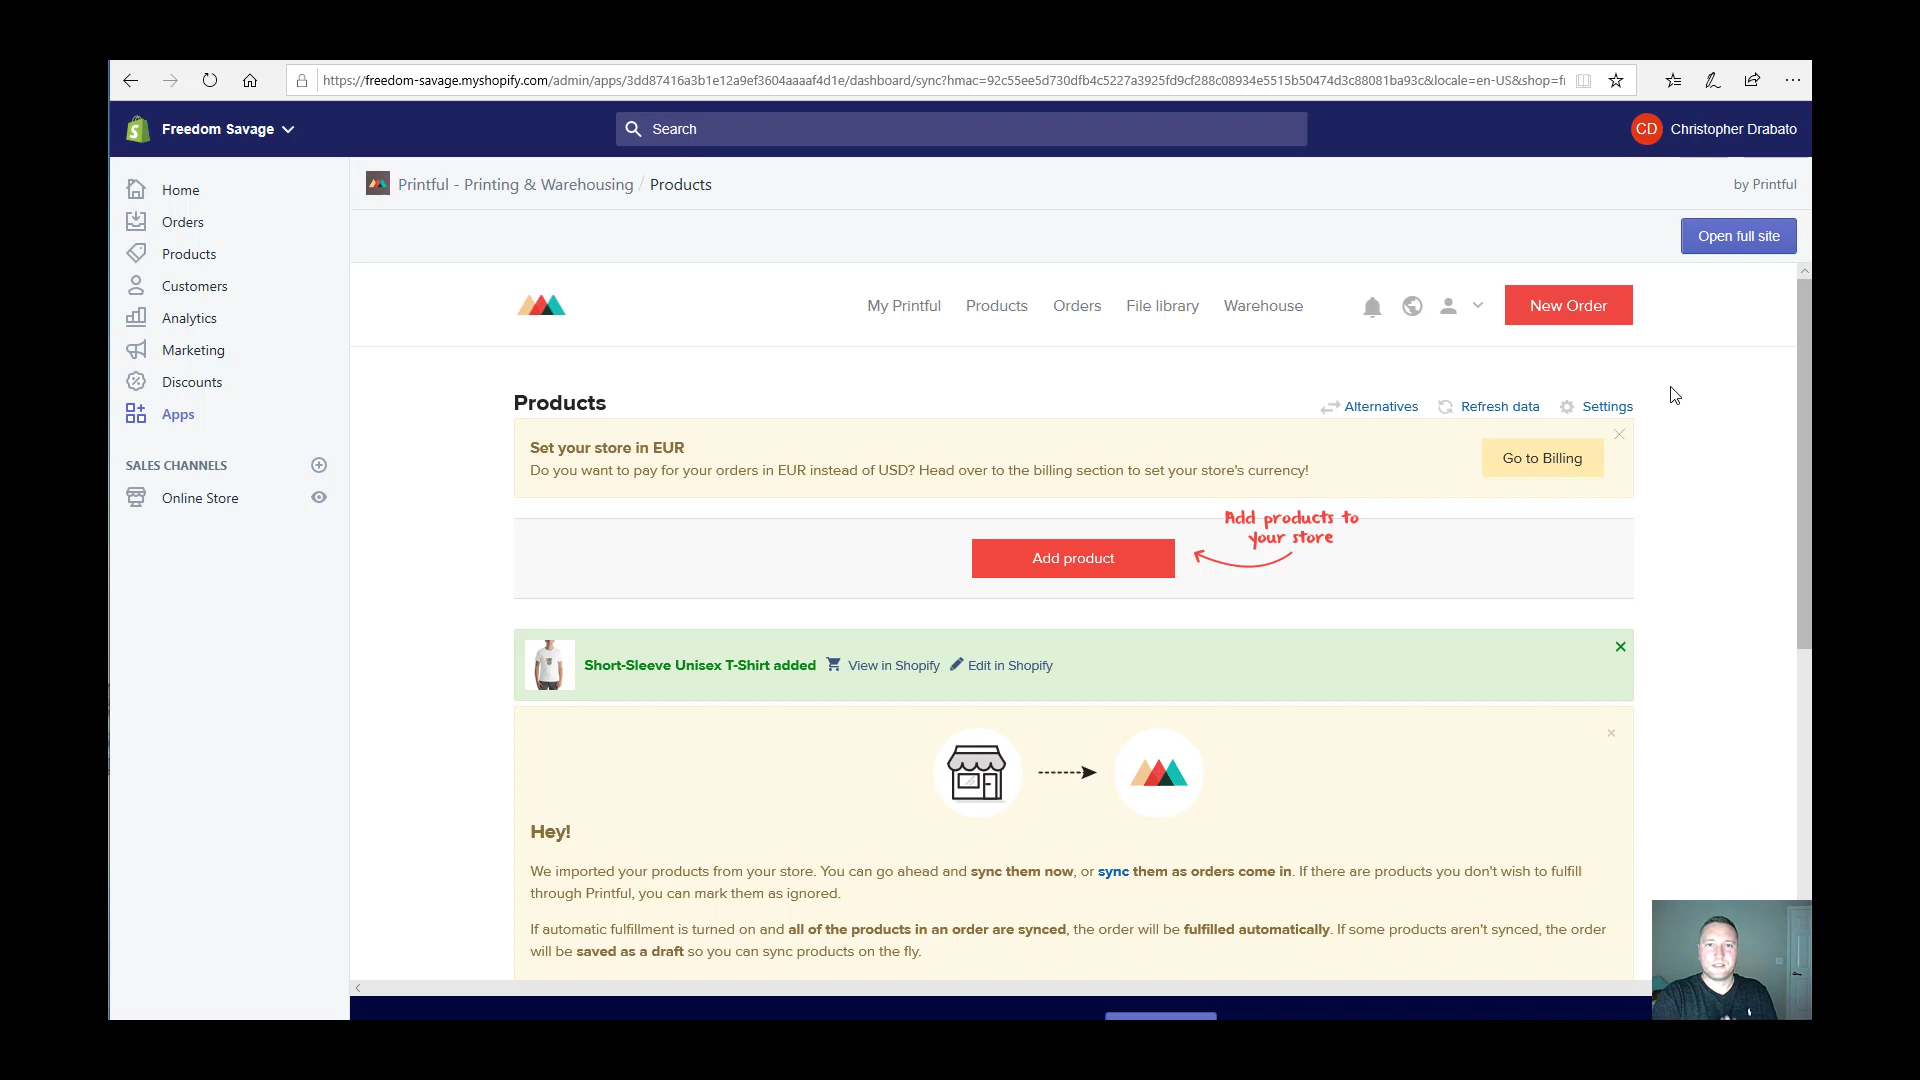 https://freedom-savage.myshopify.com/admin/apps/3dd87416a3b1e12a9ef3604aaaaf4d1e/dashboard/sync?hmac=92c55ee5d730dfb4c5227a3925fd9cf288c08934e5515b50474d3c88081ba93c&locale=en-US&shop=fi
Freedom Savage
Search
CD Christopher Drabato
Home
Orders
Products
Customers
Analytics
Marketing
Discounts
Apps
SALES CHANNELS
Online Store
Printful - Printing & Warehousing / Products
by Printful
Open full site
My Printful Products Orders File library Warehouse
New Order
Products
Alternatives Refresh data Settings
Set your store in EUR
Do you want to pay for your orders in EUR instead of USD? Head over to the billing section to set your store's currency!
Go to Billing
Add products to
your store
Add product
Short-Sleeve Unisex T-Shirt added View in Shopify Edit in Shopify
Hey!
We imported your products from your store. You can go ahead and sync them now, or sync them as orders come in. If there are products you don't wish to fulfill
through Printful, you can mark them as ignored.
If automatic fulfillment is turned on and all of the products in an order are synced, the order will be fulfilled automatically. If some products aren't synced, the order
will be saved as a draft so you can sync products on the fly.